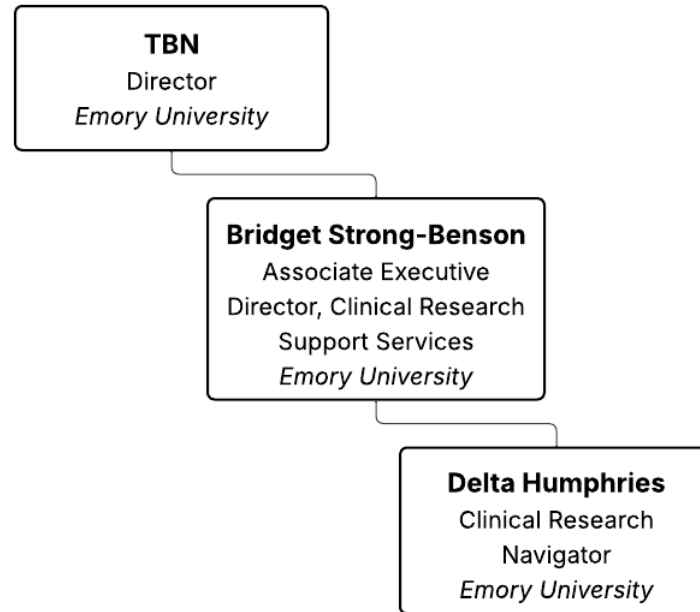 TBN
Director
Emory University
Bridget Strong-Benson
Associate Executive
Director, Clinical Research
Support Services
Emory University
Delta Humphries
Clinical Research
Navigator
Emory University